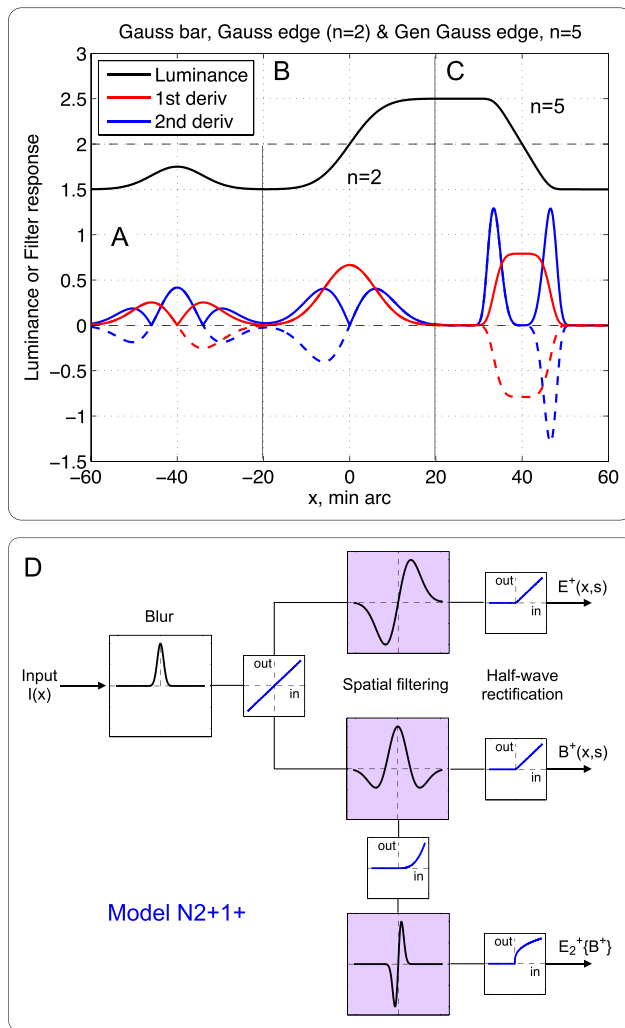 Gauss bar, Gauss edge (n=2) & Gen Gauss edge, n=5
Luminance or Filter response
3
2.5
2
1.5
1
0.5
0
−0.5
−1
−1.5
Luminance
1st deriv
2nd deriv
A
B
C
n=2
n=5
−60 −40 −20 0 20 40 60
x, min arc
D
Blur
Input
I(x)
out
in
Spatial filtering
out
in
E⁺(x,s)
Half-wave
rectification
out
in
B⁺(x,s)
out
in
Model N2+1+
out
in
E₂⁺{B⁺}